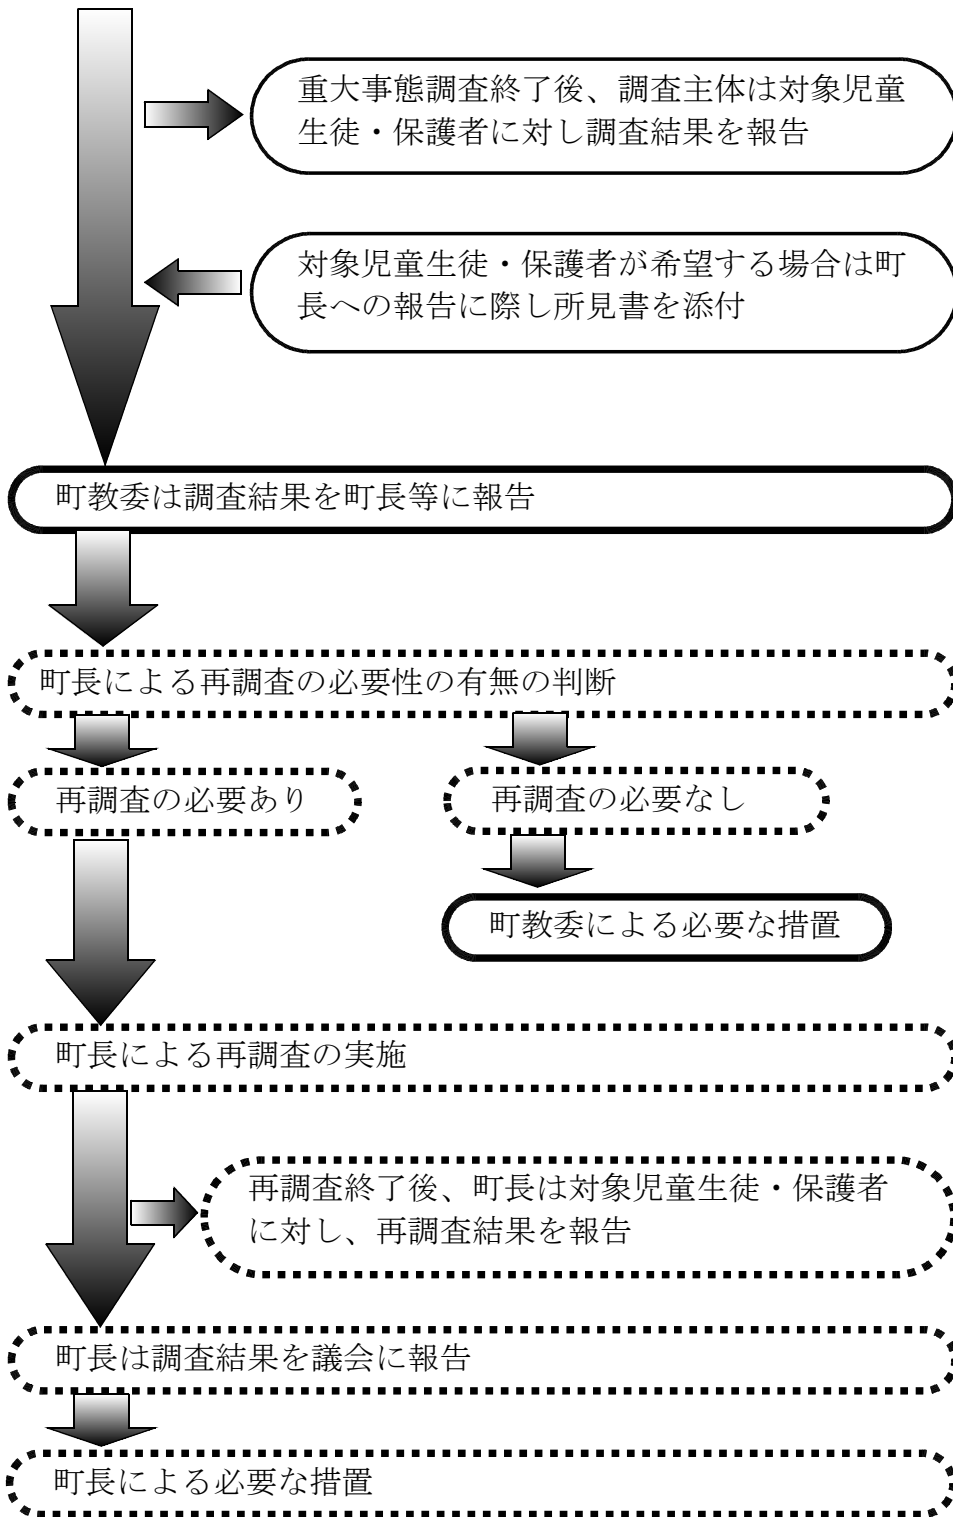 重大事態調査終了後、調査主体は対象児童
生徒・保護者に対し調査結果を報告
対象児童生徒・保護者が希望する場合は町
長への報告に際し所見書を添付
町教委は調査結果を町長等に報告
町長による再調査の必要性の有無の判断
再調査の必要あり
再調査の必要なし
町教委による必要な措置
町長による再調査の実施
再調査終了後、町長は対象児童生徒・保護者
に対し、再調査結果を報告
町長は調査結果を議会に報告
町長による必要な措置